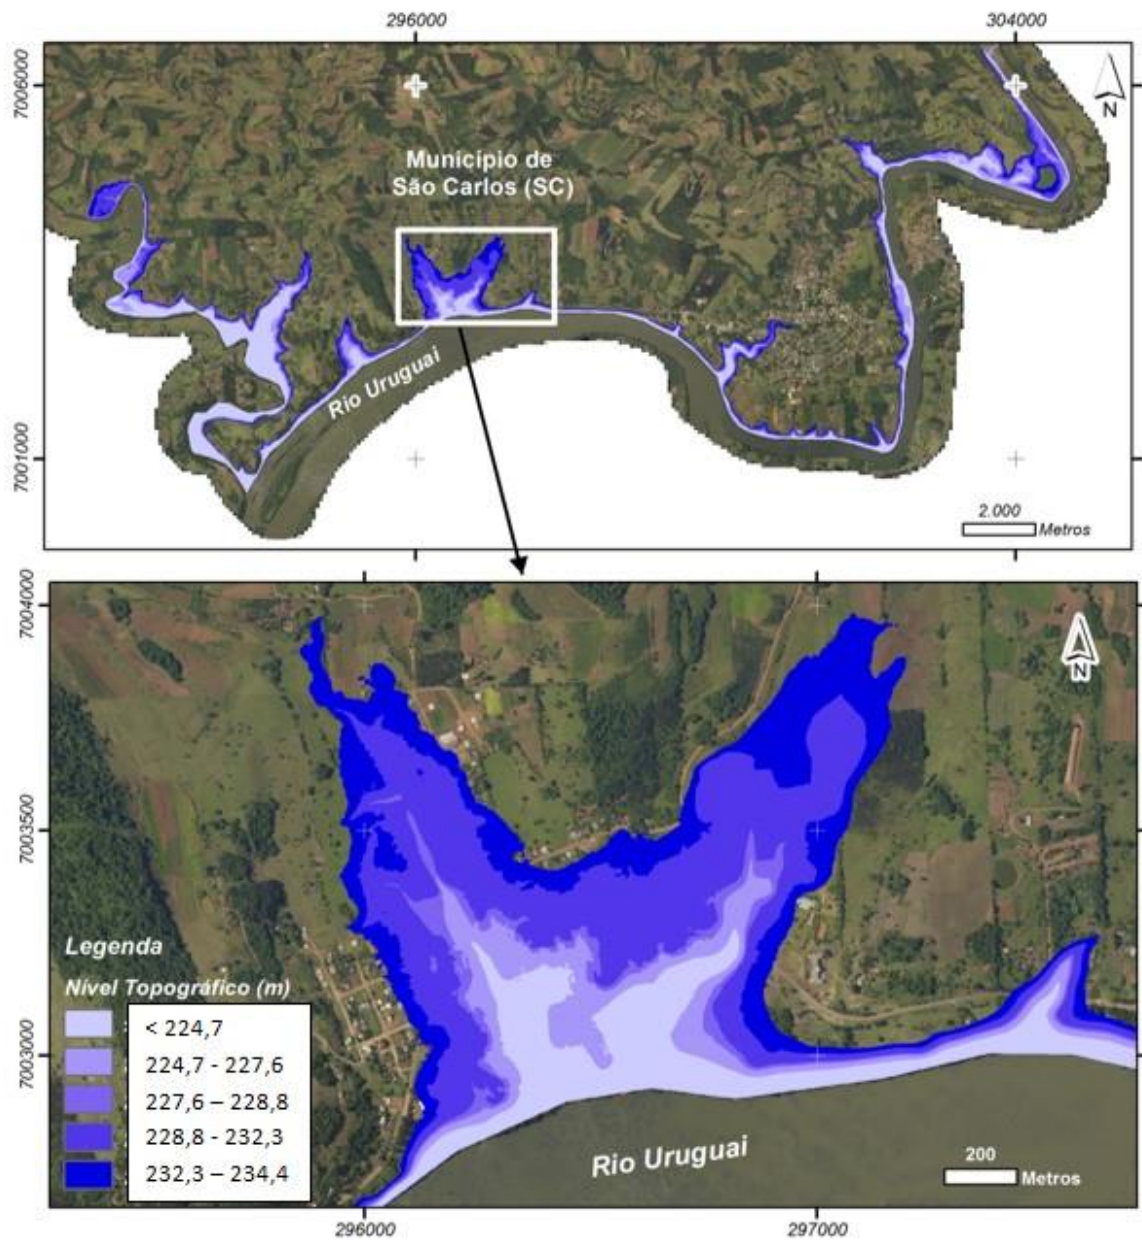 296000
304000
7006000
N
Município de
São Carlos (SC)
Rio Uruguai
7001000
2.000
Metros
7004000
N
7003500
Legenda
Nível Topográfico (m)
< 224,7
224,7 - 227,6
227,6 – 228,8
228,8 - 232,3
232,3 – 234,4
7003000
Rio Uruguai
200
Metros
296000
297000